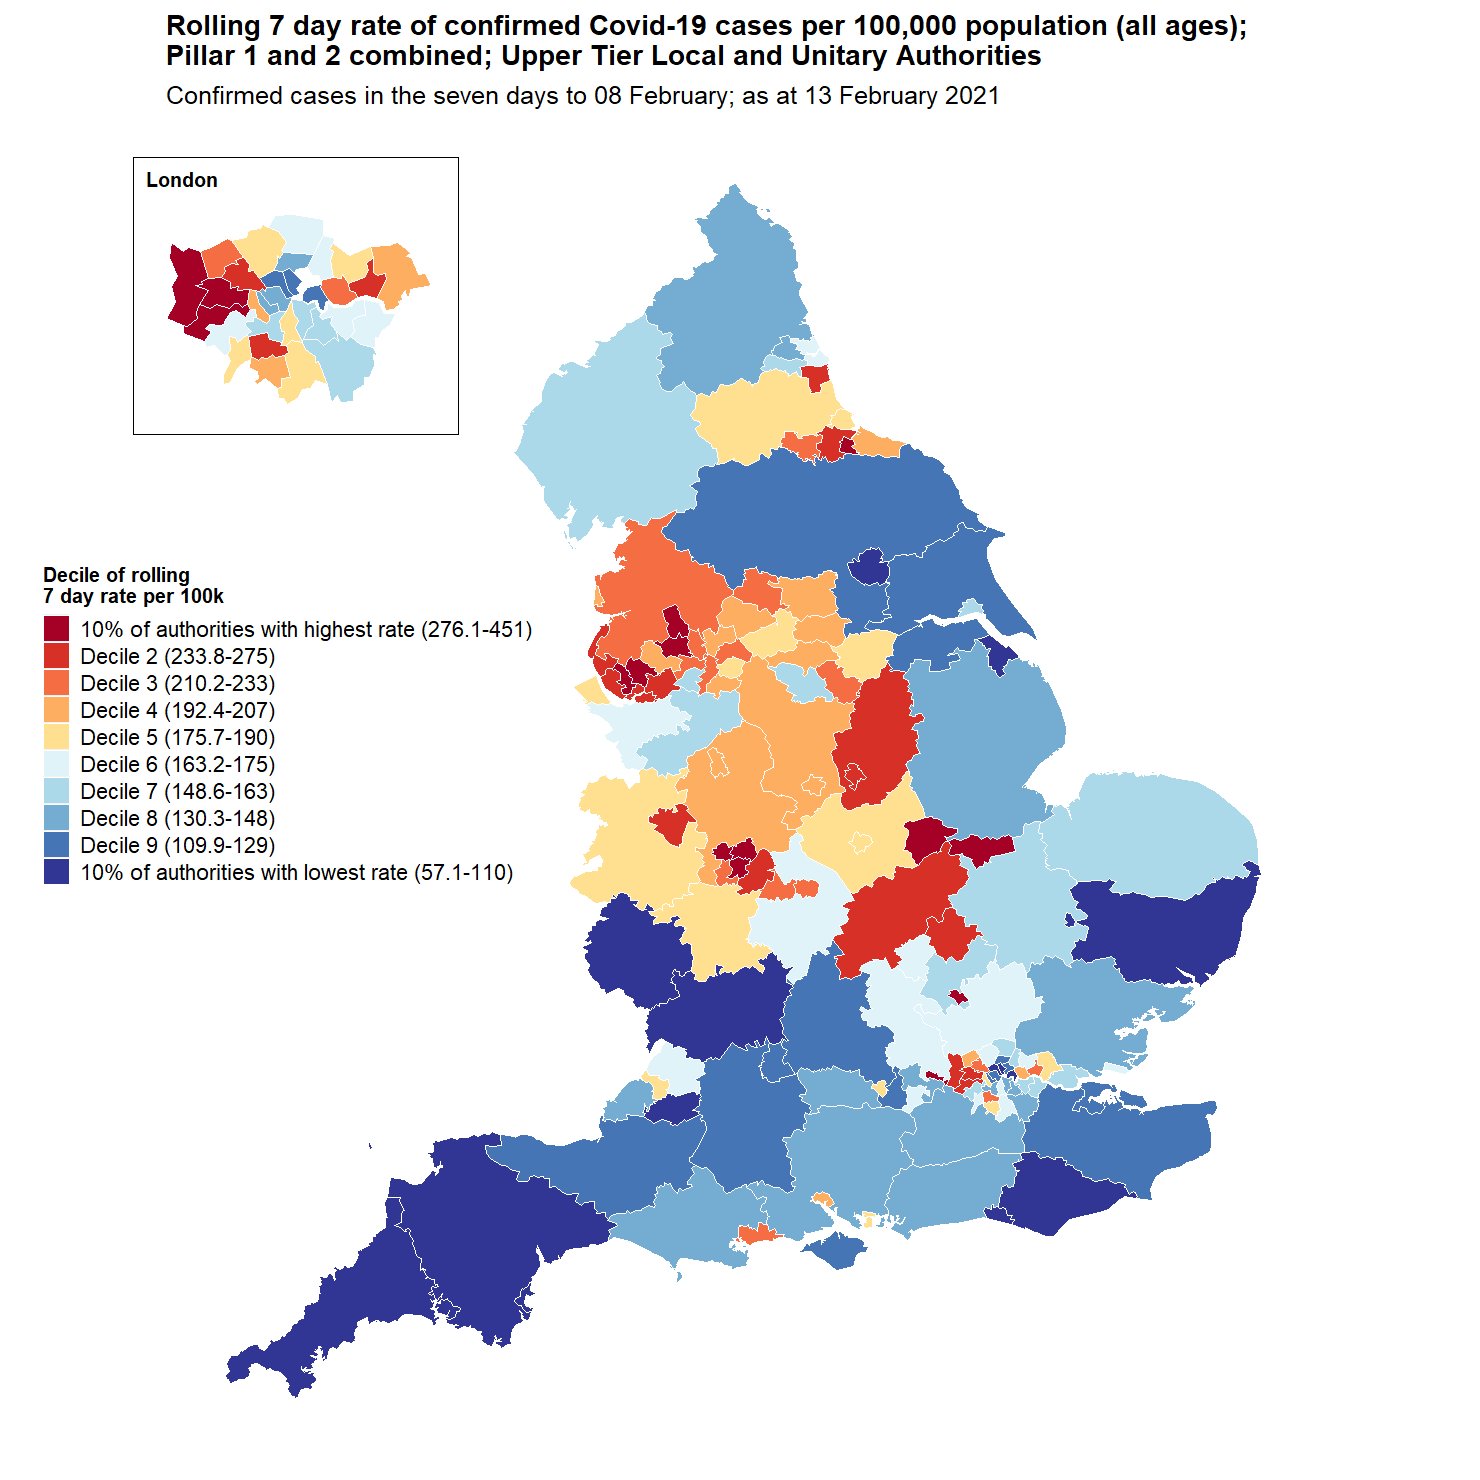 Rolling 7 day rate of confirmed Covid-19 cases per 100,000 population (all ages);
Pillar 1 and 2 combined; Upper Tier Local and Unitary Authorities
Confirmed cases in the seven days to 08 February; as at 13 February 2021
London
Decile of rolling
7 day rate per 100k
10% of authorities with highest rate (276.1-451)
Decile 2 (233.8-275)
Decile 3 (210.2-233)
Decile 4 (192.4-207)
Decile 5 (175.7-190)
Decile 6 (163.2-175)
Decile 7 (148.6-163)
Decile 8 (130.3-148)
Decile 9 (109.9-129)
10% of authorities with lowest rate (57.1-110)